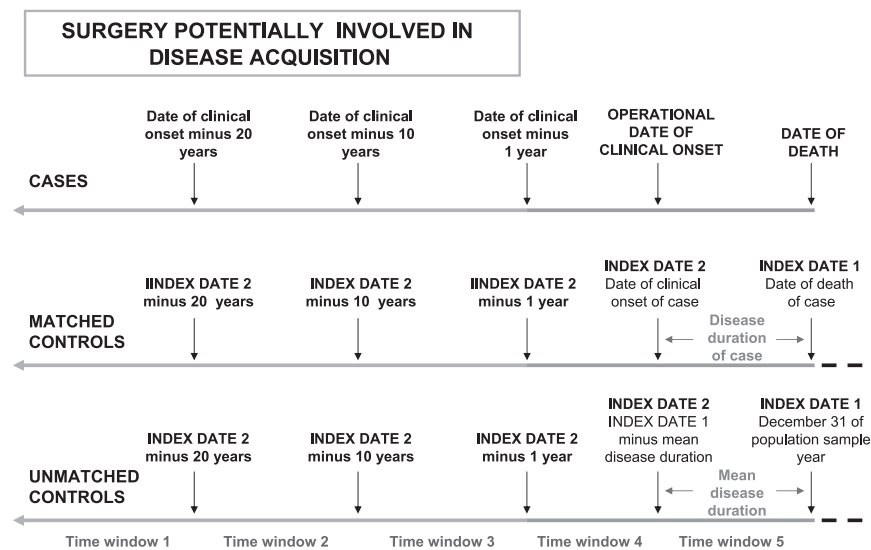 SURGERY POTENTIALLY INVOLVED IN
DISEASE ACQUISITION
Date of clinical
onset minus 20
years
Date of clinical
onset minus 10
years
Date of clinical
onset minus
1 year
OPERATIONAL
DATE OF
CLINICAL ONSET
DATE OF
DEATH
CASES
IINDEX DATE 2
minus 20 years
INDEX DATE 2
minus 10 years
IINDEX DATE 2
minus 1 year
INDEX DATE 2
Date of clinical
onset of case
INDEX DATE 1
Date of death
of case
MATCHED
CONTROLS
Disease
duration
of case
INDEX DATE 2
minus 20 years
INDEX DATE 2
minus 10 years
INDEX DATE 2
minus 1 year
INDEX DATE 2
INDEX DATE 1
minus mean
disease duration
INDEX DATE 1
December 31 of
population sample
year
UNMATCHED
CONTROLS
Mean
disease
duration
Time window 1
Time window 2
Time window 3
Time window 4
Time window 5